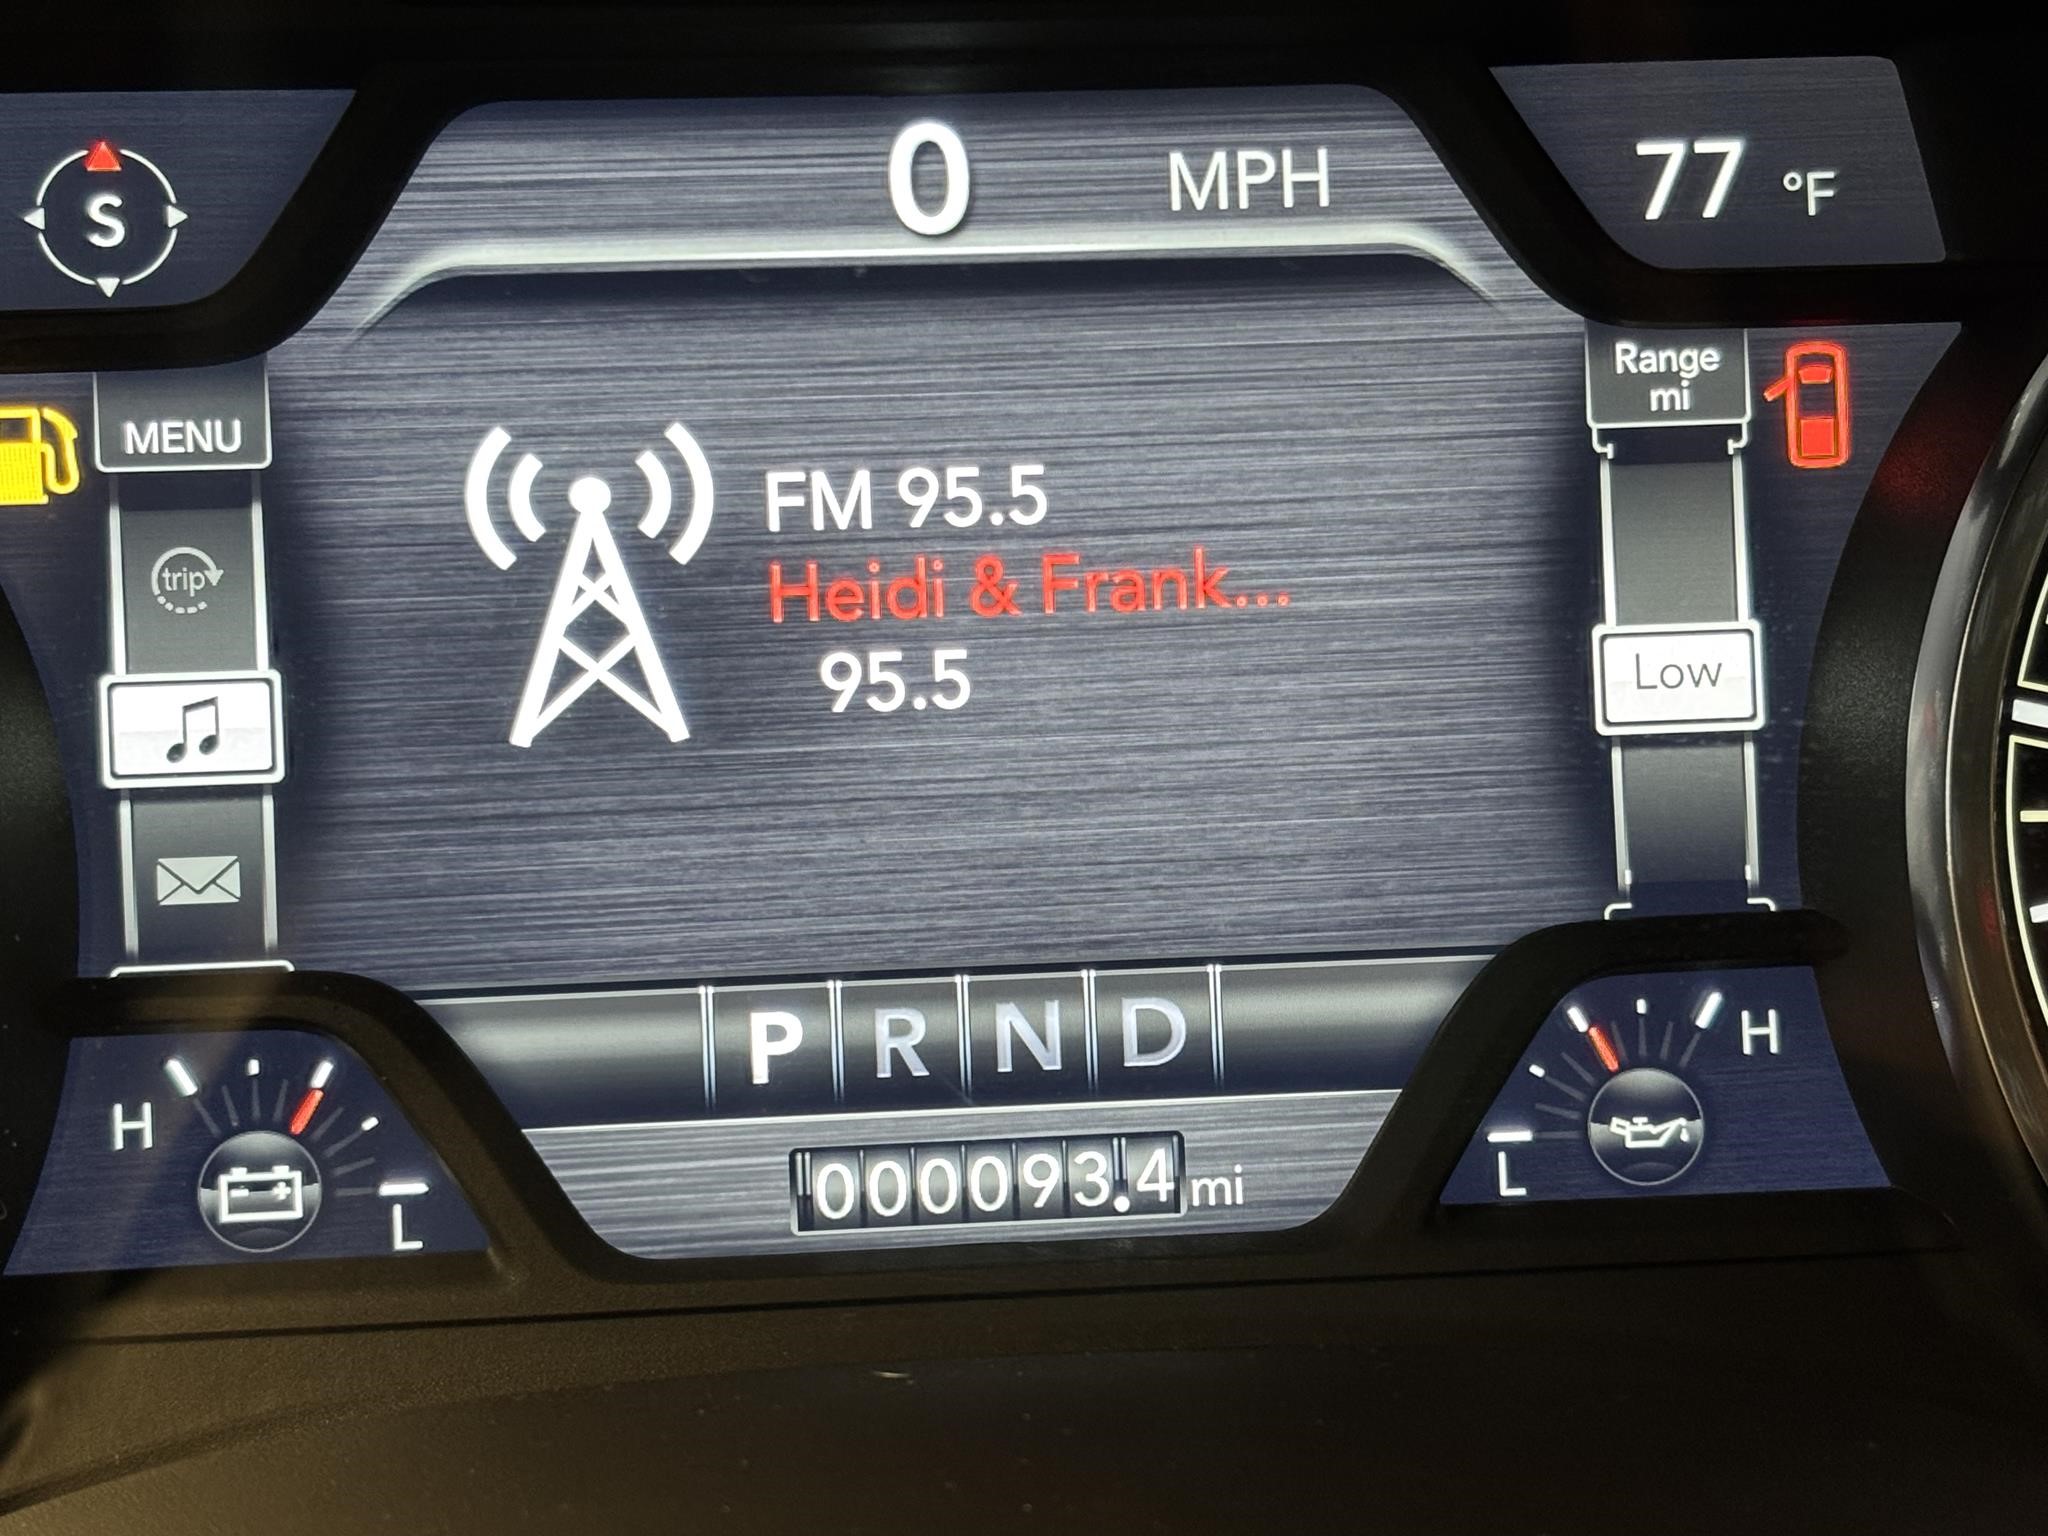 S
0 MPH
77 °F
MENU
trip
FM 95.5
Heidi & Frank...
95.5
Range
mi
Low
P R N D
H
L
000093.4 mi
H
L